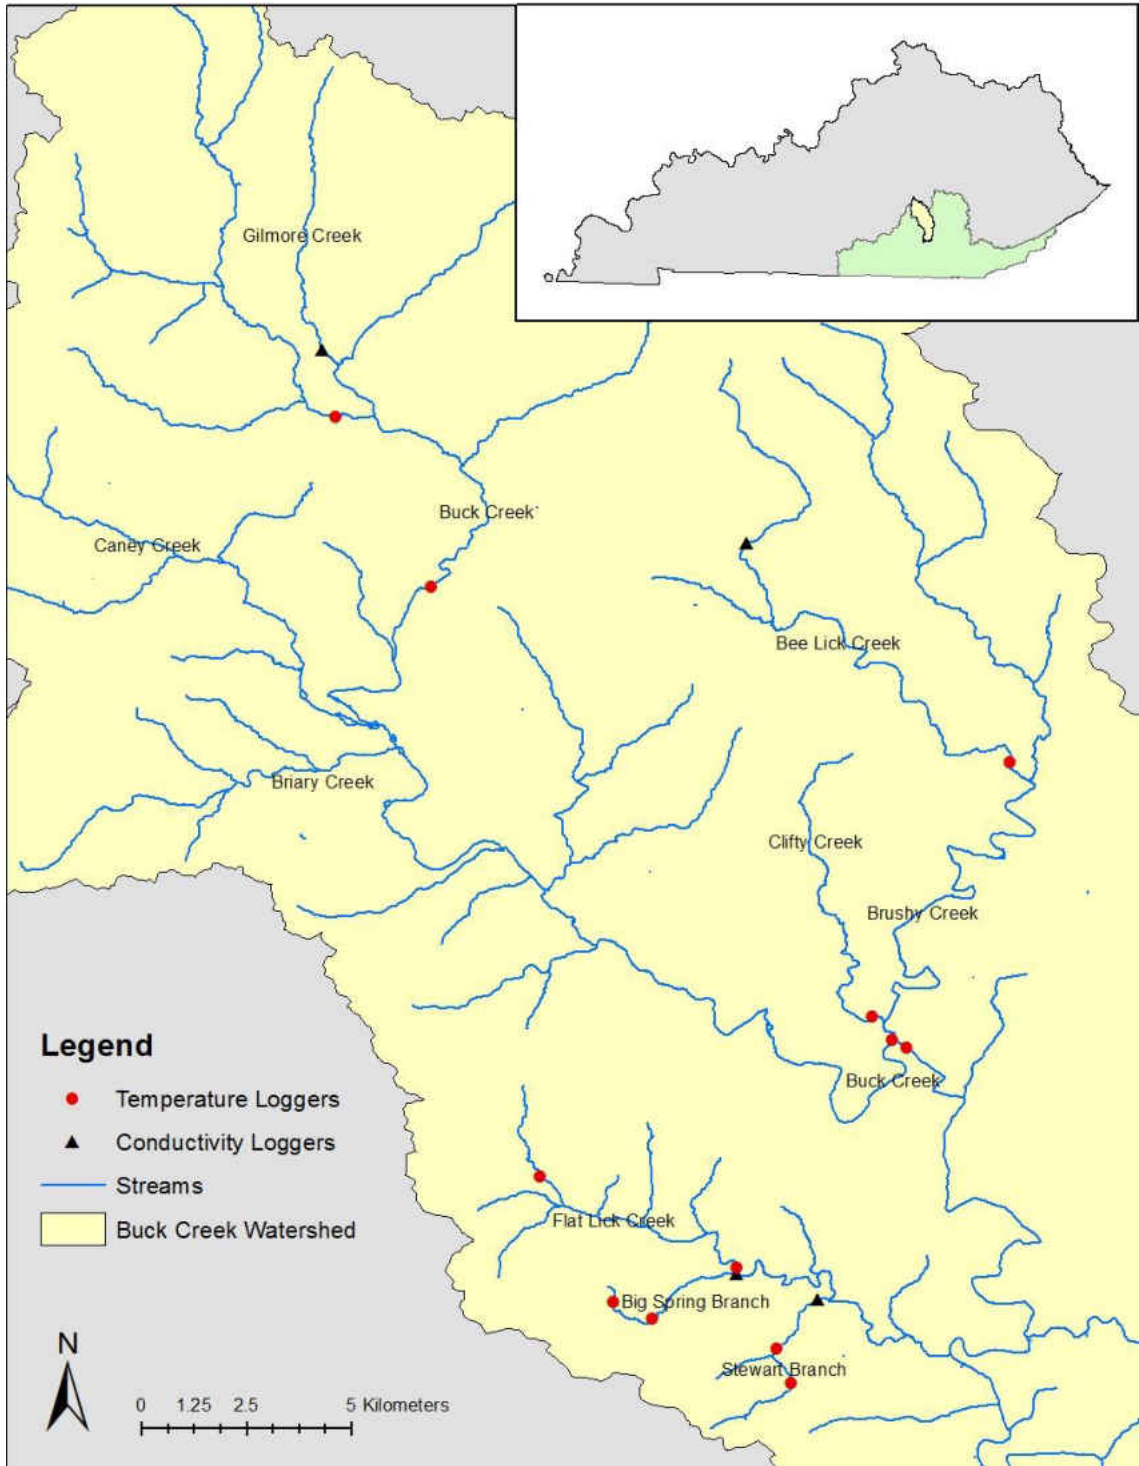 Gilmore Creek
Buck Creek`
Caney Creek
Bee Lick Creek
Briary Creek
Clifty Creek
Brushy Creek
Buck Creek
Flat Lick Creek
Big Spring Branch
Stewart Branch
Legend
Temperature Loggers
Conductivity Loggers
Streams
Buck Creek Watershed
N
0 1.25 2.5 5 Kilometers